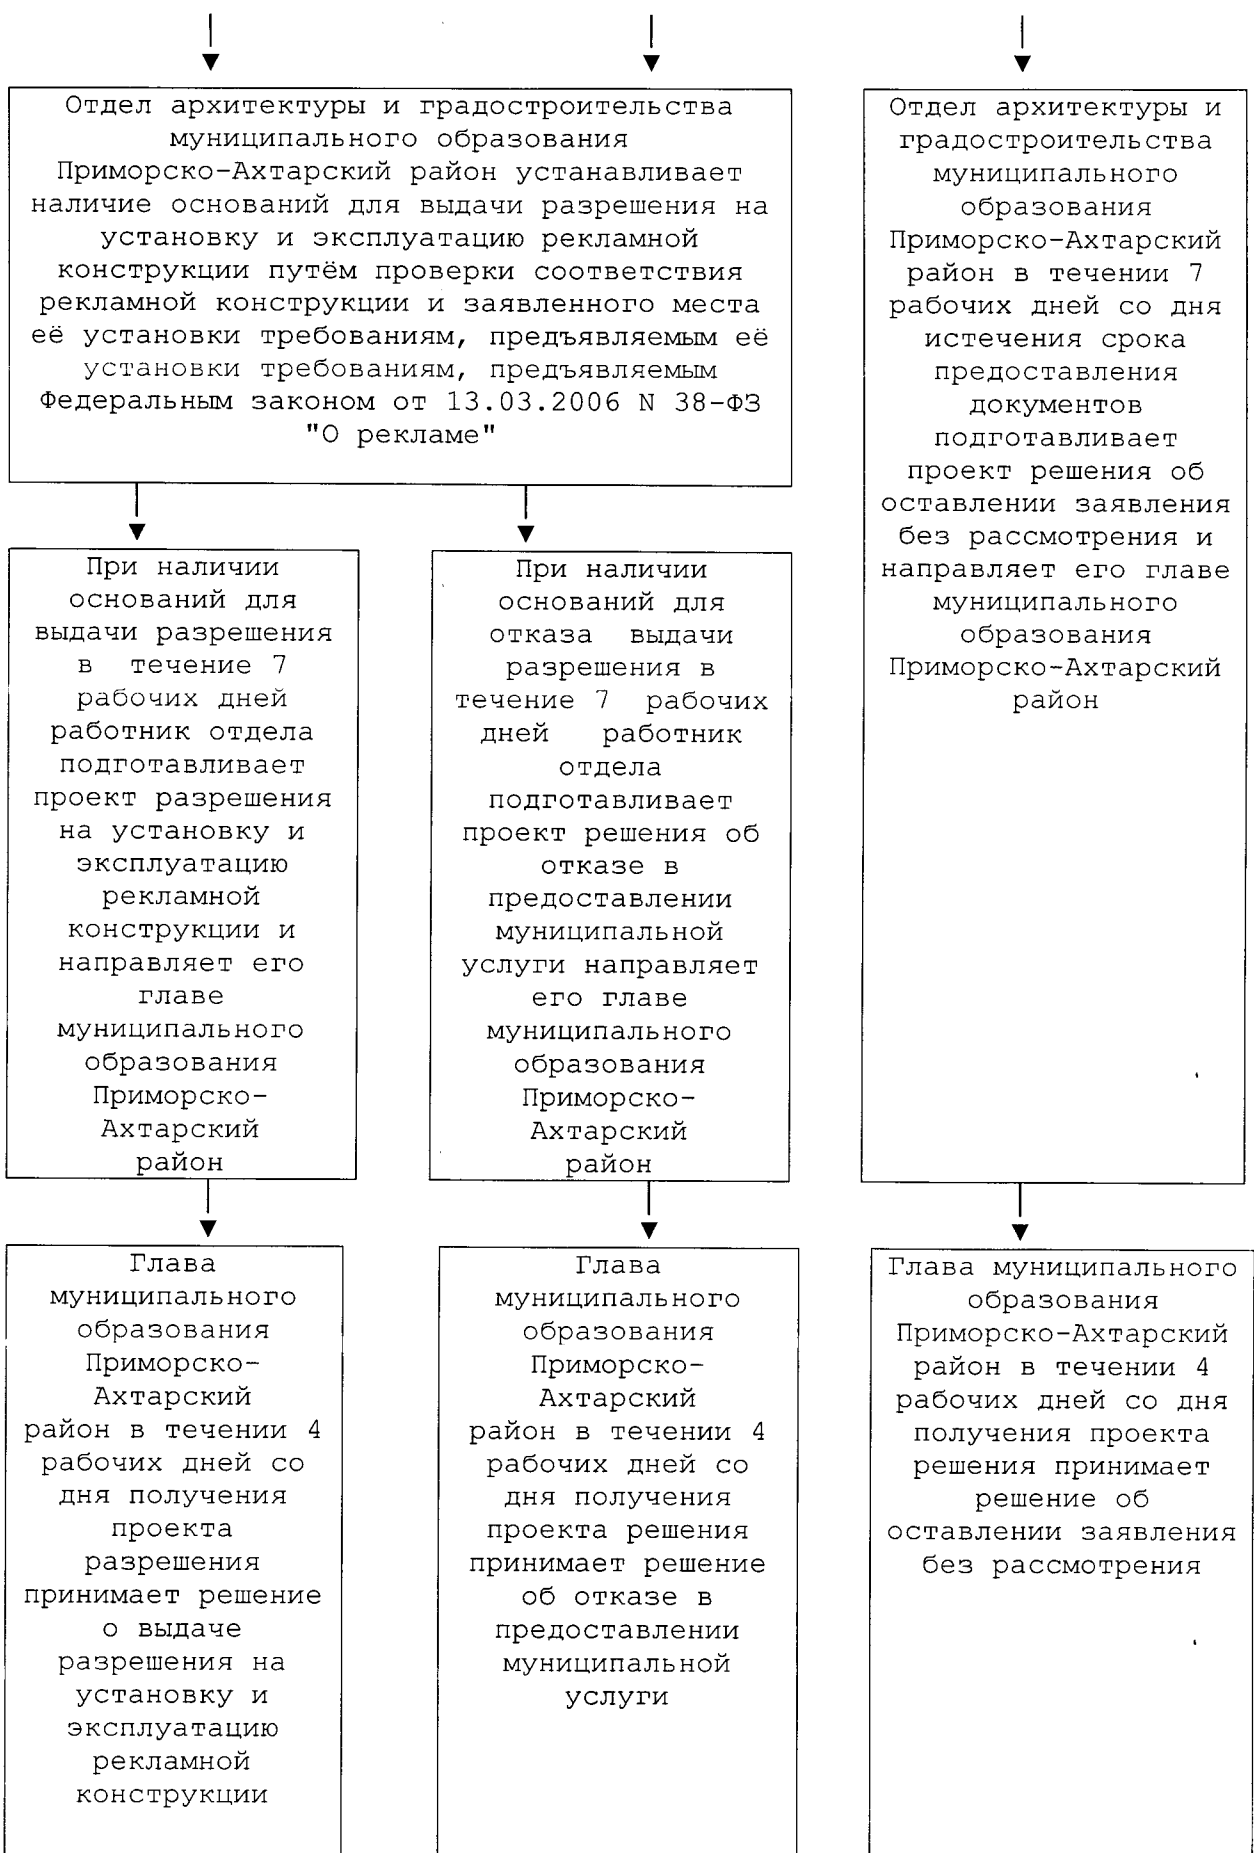 Отдел архитектуры и градостроительства
муниципального образования
Приморско-Ахтарский район устанавливает
наличие оснований для выдачи разрешения на
установку и эксплуатацию рекламной
конструкции путём проверки соответствия
рекламной конструкции и заявленного места
её установки требованиям, предъявляемым её
установки требованиям, предъявляемым
Федеральным законом от 13.03.2006 N 38-ФЗ
"О рекламе"
Отдел архитектуры и
градостроительства
муниципального
образования
Приморско-Ахтарский
район в течении 7
рабочих дней со дня
истечения срока
предоставления
документов
подготавливает
проект решения об
оставлении заявления
без рассмотрения и
направляет его главе
муниципального
образования
Приморско-Ахтарский
район
При наличии
оснований для
выдачи разрешения
в течение 7
рабочих дней
работник отдела
подготавливает
проект разрешения
на установку и
эксплуатацию
рекламной
конструкции и
направляет его
главе
муниципального
образования
Приморско-
Ахтарский
район
При наличии
оснований для
отказа выдачи
разрешения в
течение 7 рабочих
дней работник
отдела
подготавливает
проект решения об
отказе в
предоставлении
муниципальной
услуги направляет
его главе
муниципального
образования
Приморско-
Ахтарский
район
Глава
муниципального
образования
Приморско-
Ахтарский
район в течении 4
рабочих дней со
дня получения
проекта
разрешения
принимает решение
о выдаче
разрешения на
установку и
эксплуатацию
рекламной
конструкции
Глава
муниципального
образования
Приморско-
Ахтарский
район в течении 4
рабочих дней со
дня получения
проекта решения
принимает решение
об отказе в
предоставлении
муниципальной
услуги
Глава муниципального
образования
Приморско-Ахтарский
район в течении 4
рабочих дней со дня
получения проекта
решения принимает
решение об
оставлении заявления
без рассмотрения